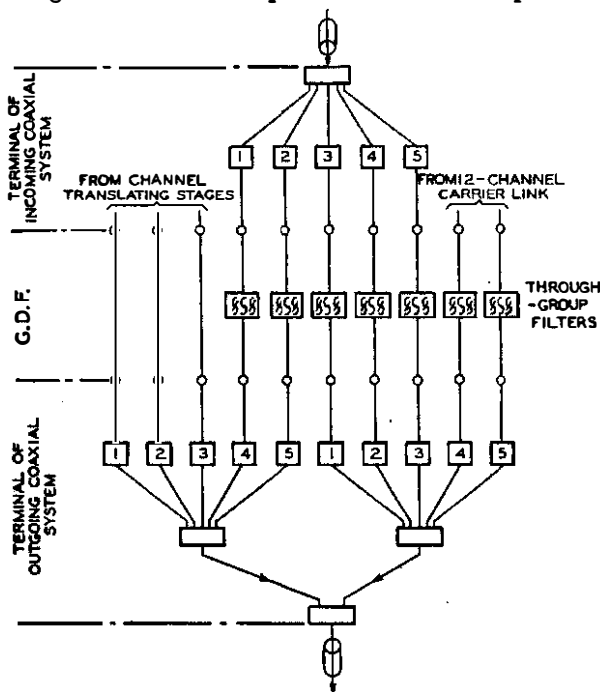 TERMINAL OF
INCOMING COAXIAL
SYSTEM
1 2 3 4 5
FROM CHANNEL
TRANSLATING STAGES
FROM 12-CHANNEL
CARRIER LINK
G.D.F.
THROUGH
-GROUP
FILTERS
TERMINAL OF
OUTGOING COAXIAL
SYSTEM
1 2 3 4 5 1 2 3 4 5